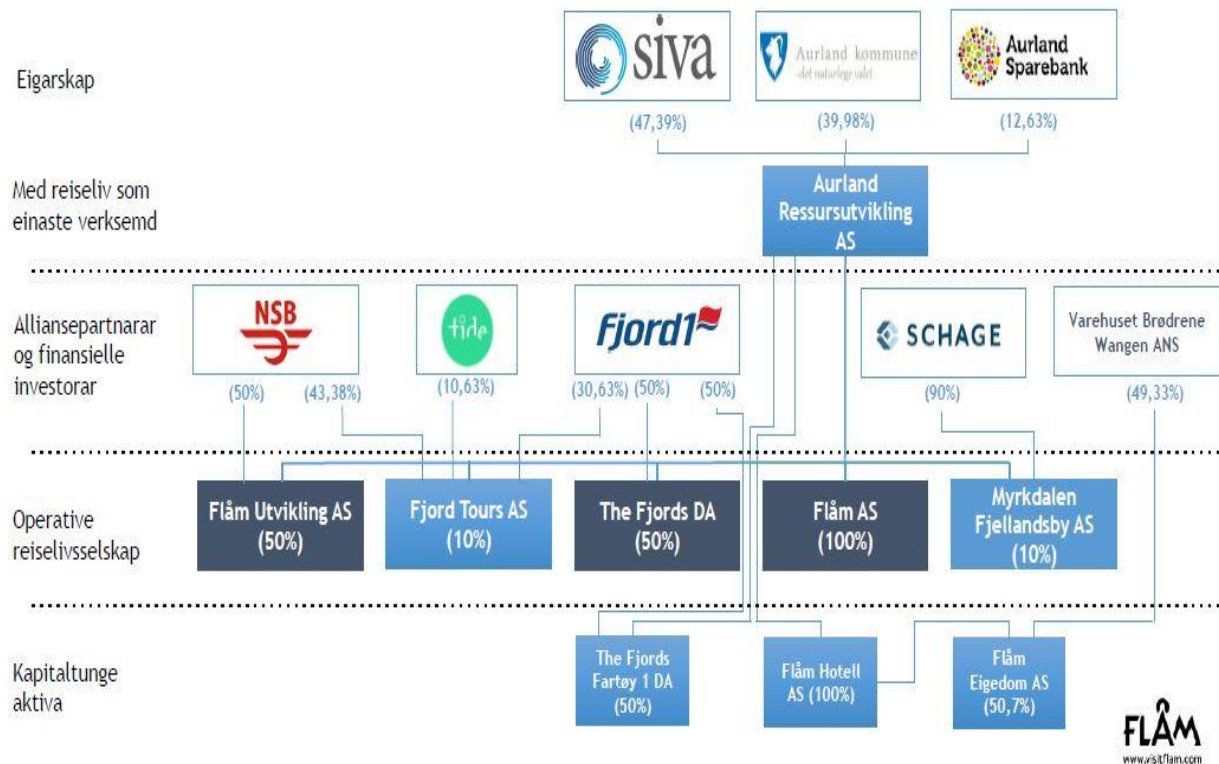 Eigarskap
siva
Aurland kommune
-det naturlege valet
Aurland
Sparebank
(47,39%)
(39,98%)
(12,63%)
Med reiseliv som
einaste verksemd
Aurland
Ressursutvikling
AS
Alliansepartnarar
og finansielle
investorar
NSB
tide
Fjord1
SCHAGE
Varehuset Brødrene
Wangen ANS
(50%)
(43,38%)
(10,63%)
(30,63%)
(50%)
(50%)
(90%)
(49,33%)
Operative
reiselivsselskap
Flåm Utvikling AS
(50%)
Fjord Tours AS
(10%)
The Fjords DA
(50%)
Flåm AS
(100%)
Myrkdalen
Fjellandsby AS
(10%)
Kapitaltunge
aktiva
The Fjords
Fartøy 1 DA
(50%)
Flåm Hotell
AS (100%)
Flåm
Eigedom AS
(50,7%)
FLÅM
www.visitflam.com